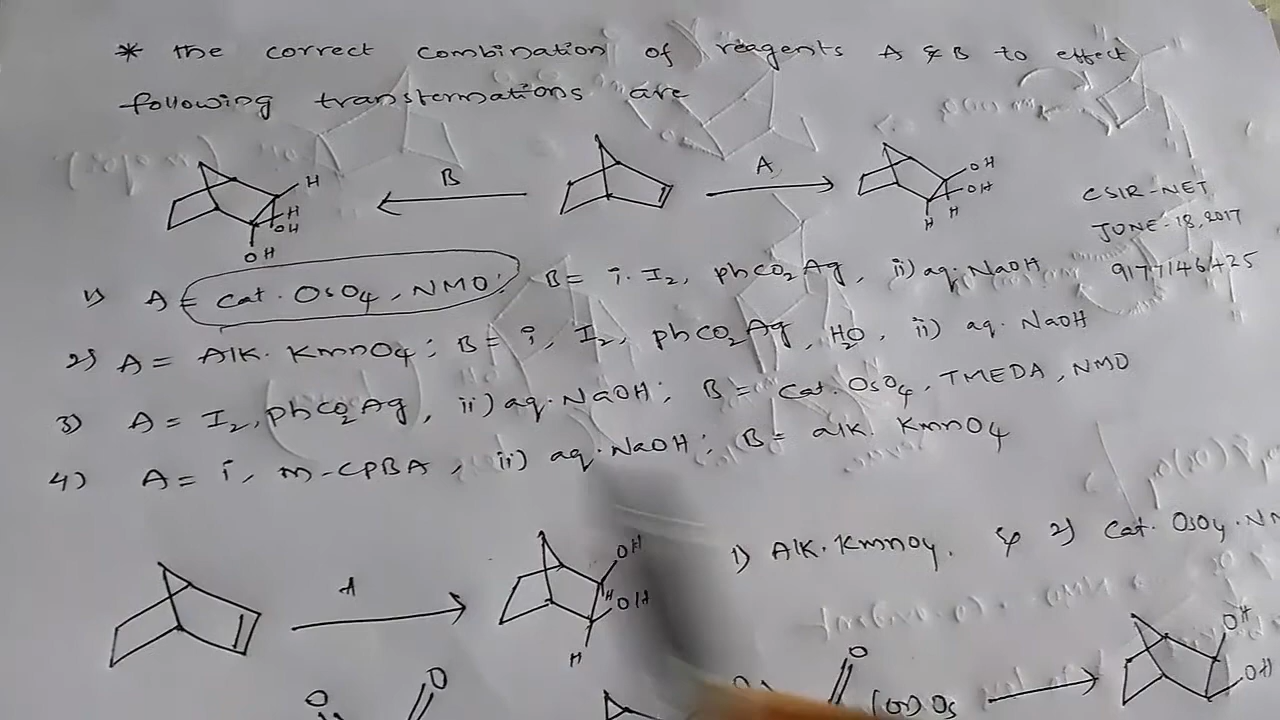 * the correct combination of reagents A & B to effect
following transformations are
B
A
H
H
OH
OH
OH
OH
H
H
CSIR-NET
JUNE-18, 2017
9177146425
1) A = Cat. OsO4, NMO; B = i. I2, phCO2Ag, ii) aq. NaOH
2) A = Alk. KmnO4; B = i, I2, phCO2Ag, H2O, ii) aq. NaOH
3) A = I2, phCO2Ag, ii) aq. NaOH; B = Cat. OsO4, TMEDA, NMO
4) A = i, m-CPBA, ii) aq. NaOH; B = alk. KmnO4
A
OH
H
OH
H
1) Alk. KmnO4. & 2) Cat. OsO4.
OH
OH
O
O
O
(or) Os